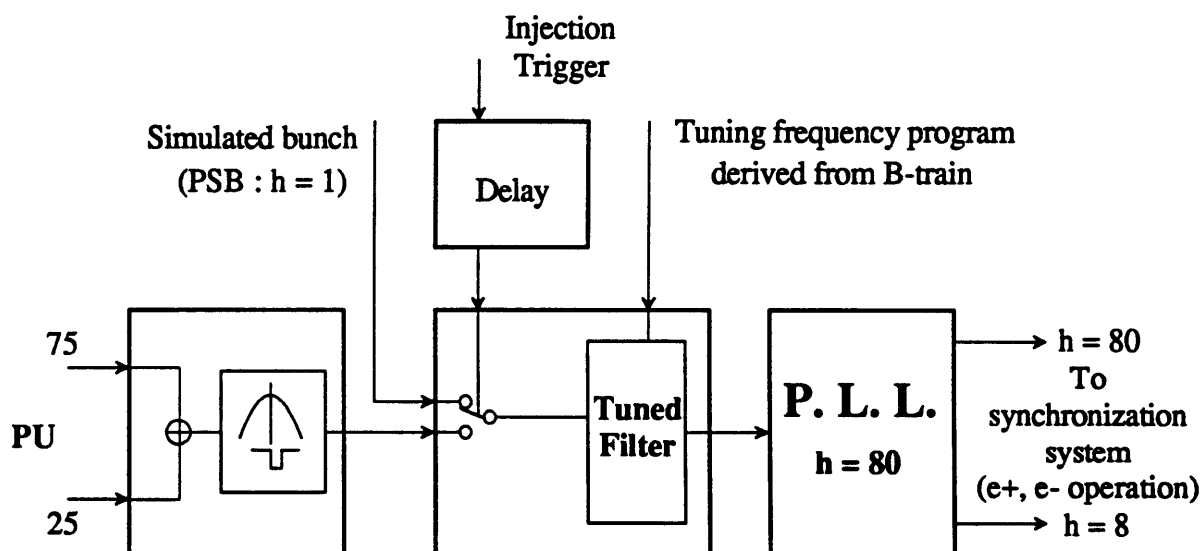 Injection
Trigger
Simulated bunch
(PSB : h = 1)
Delay
Tuning frequency program
derived from B-train
75
PU
25
Tuned
Filter
P. L. L.
h = 80
h = 80
To
synchronization
system
(e+, e- operation)
h = 8